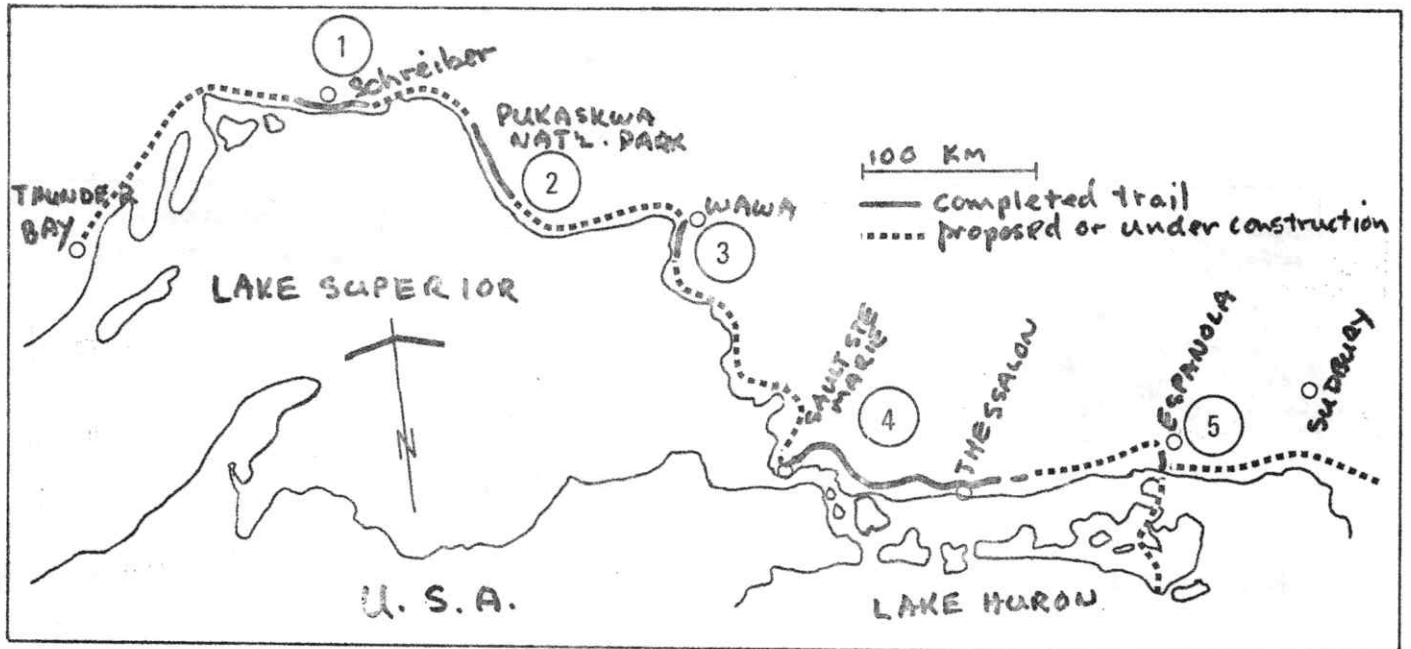 1
Schreiber
PUKASKWA
NAT'L. PARK
2
THUNDER
BAY
100 KM
completed trail
proposed or under construction
WAWA
3
LAKE SUPERIOR
N
SAULT STE
MARIE
4
THESSALON
ESPANOLA
5
SUDBURY
U.S.A.
LAKE HURON